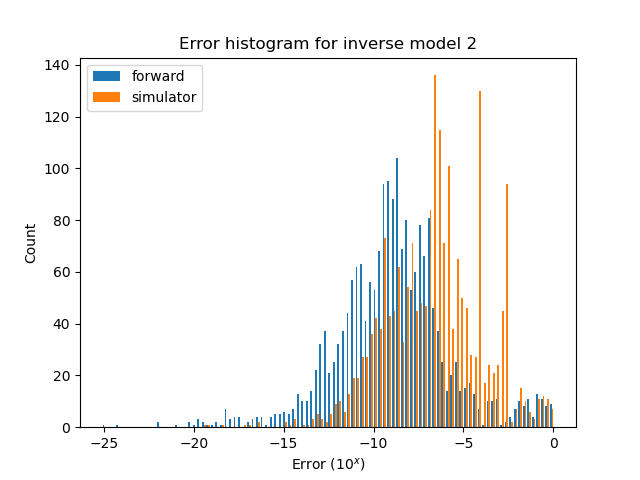 Error histogram for inverse model 2
forward
simulator
Count
140
120
100
80
60
40
20
0
−25
−20
−15
−10
−5
0
Error (10^x)